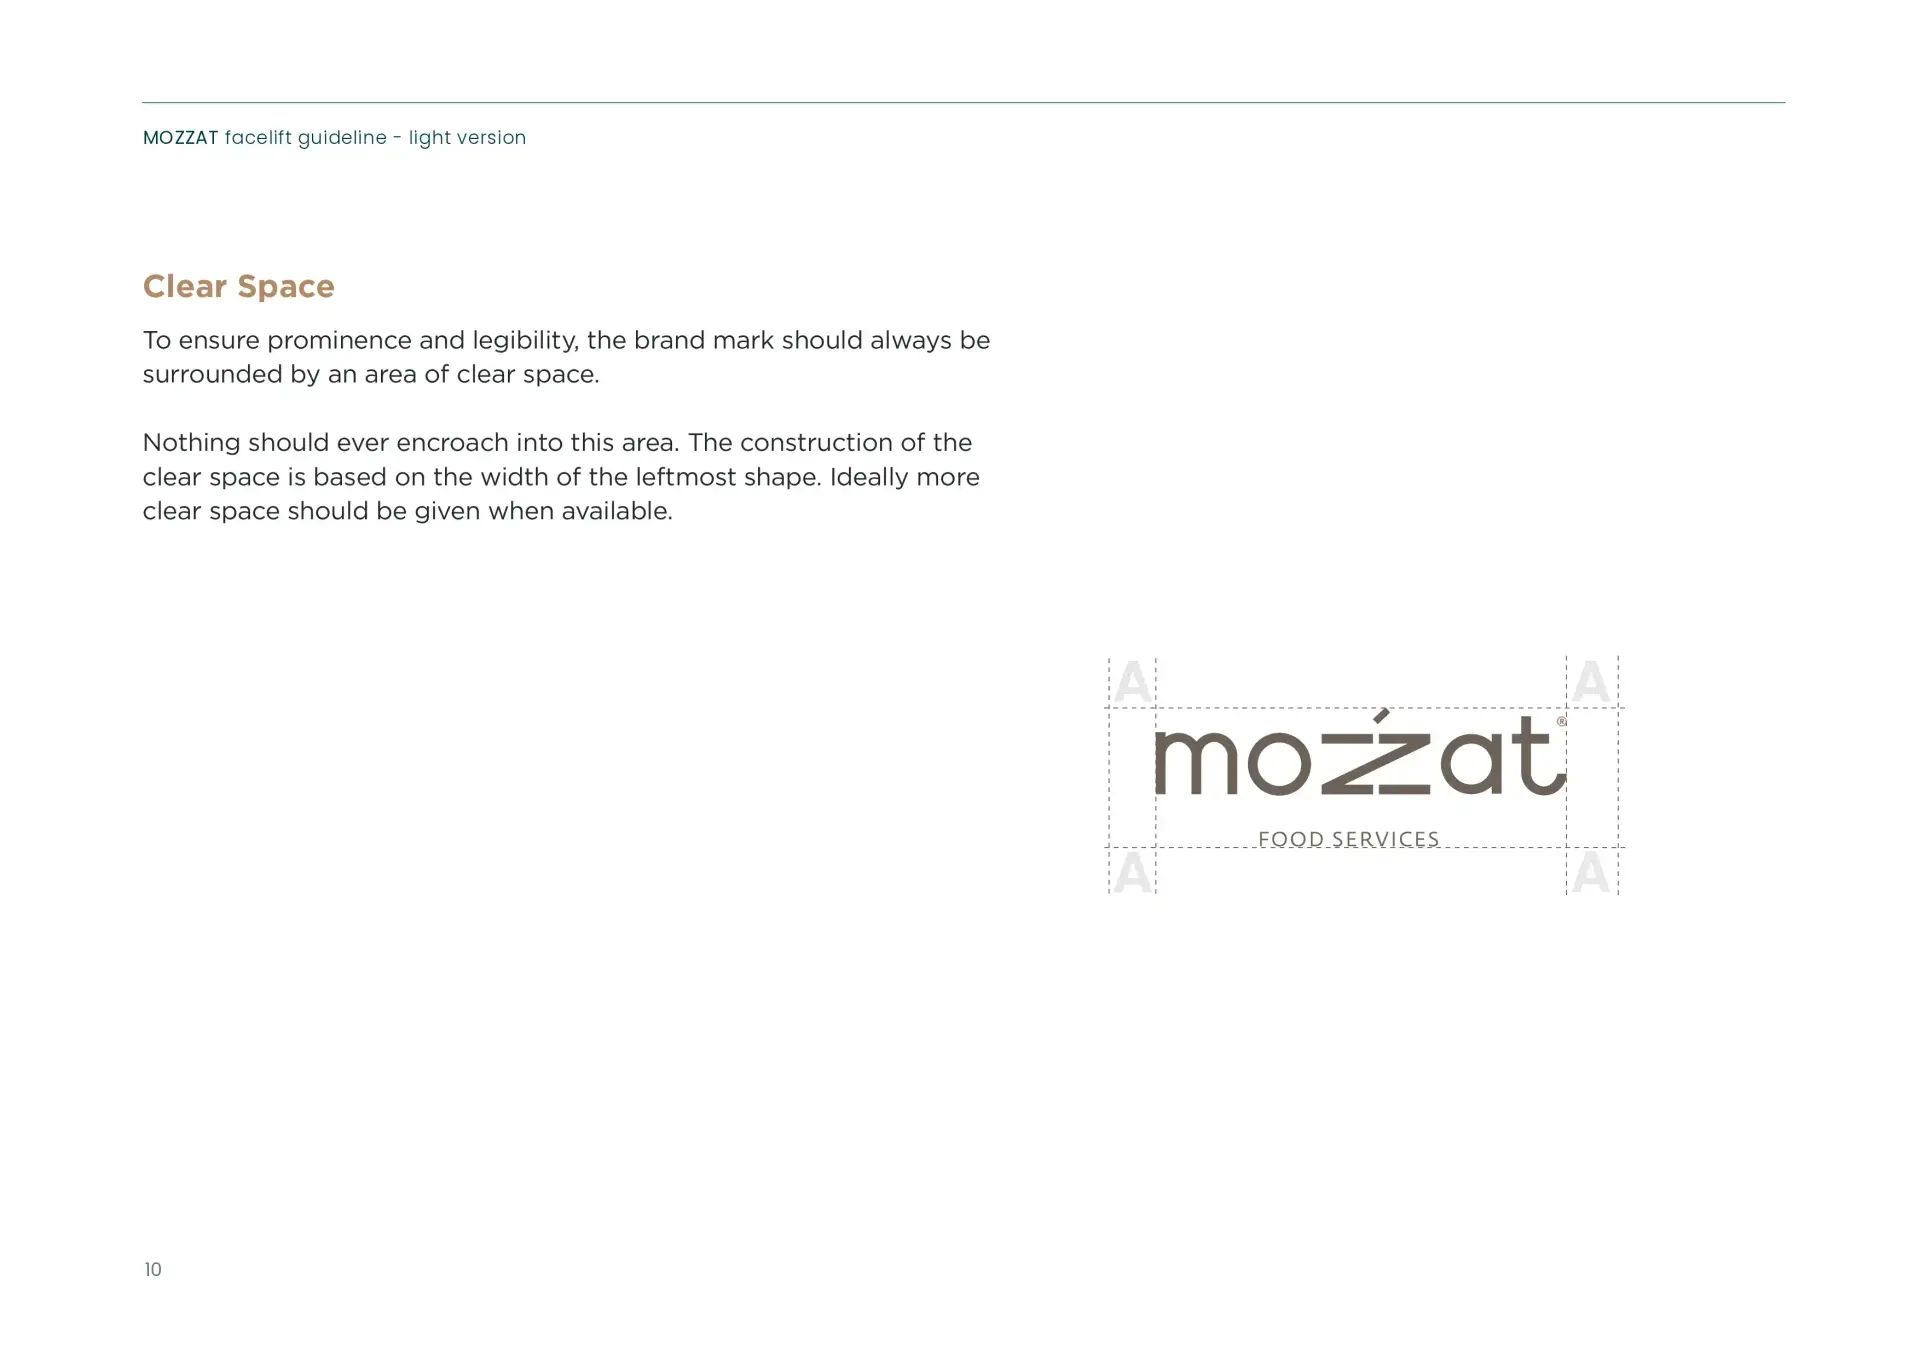 MOZZAT facelift guideline - light version
Clear Space
To ensure prominence and legibility, the brand mark should always be
surrounded by an area of clear space.
Nothing should ever encroach into this area. The construction of the
clear space is based on the width of the leftmost shape. Ideally more
clear space should be given when available.
A A
mozzat®
FOOD SERVICES
A A
10